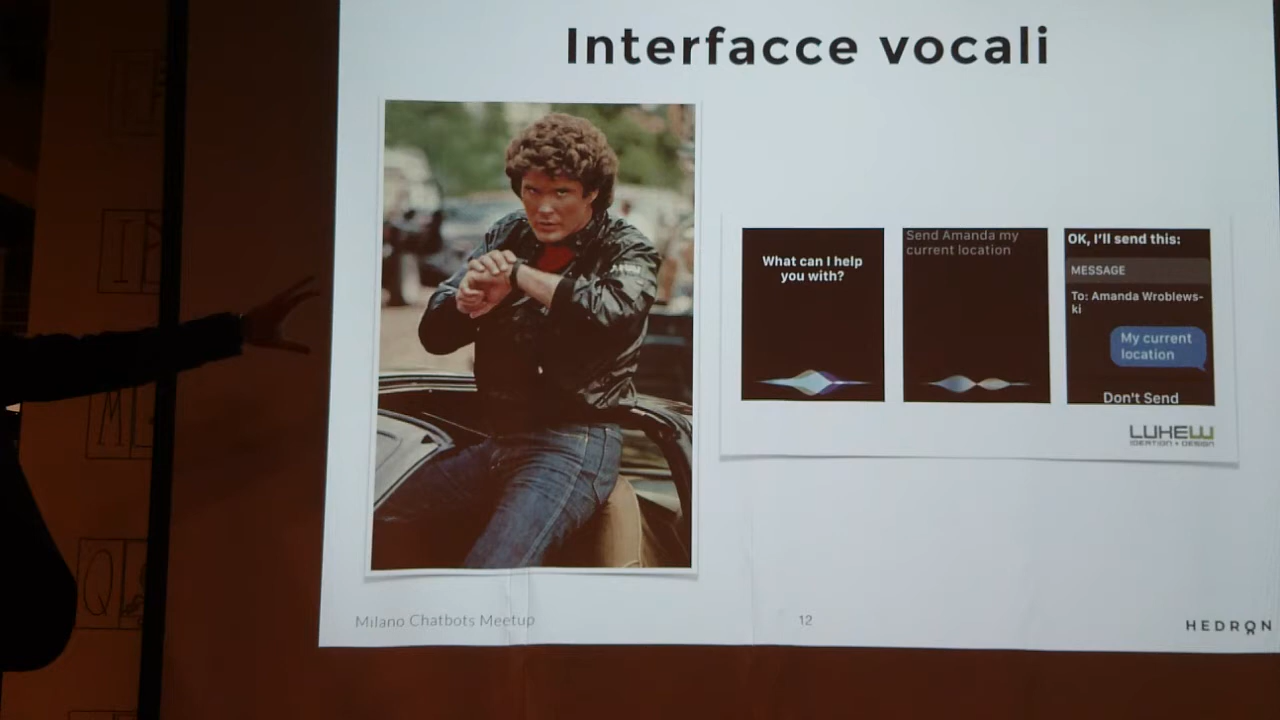 Interfacce vocali
What can I help
you with?
Send Amanda my
current location
OK, I'll send this:
MESSAGE
To: Amanda Wroblews-
ki
My current
location
Don't Send
LUKEW
IDEATION + DESIGN
Milano Chatbots Meetup
12
HEDRON
I
M
Q